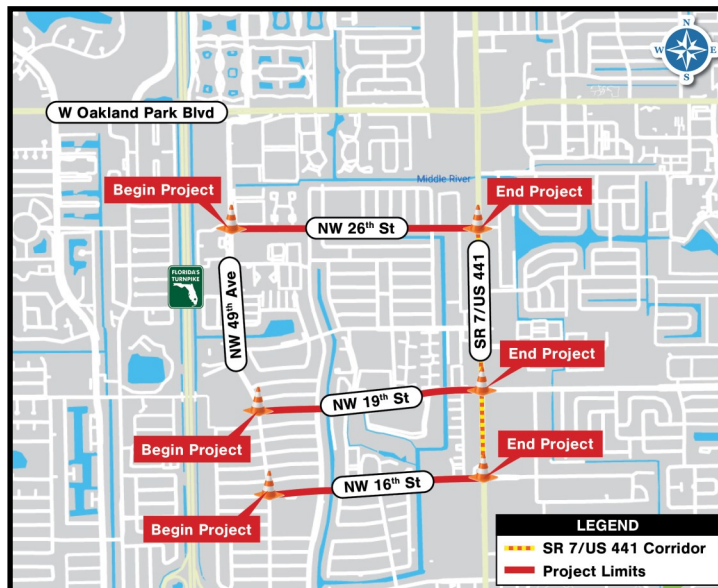 N
W E
S
W Oakland Park Blvd
Middle River
Begin Project
End Project
NW 26th St
FLORIDA'S
TURNPIKE
NW 49th Ave
SR 7/US 441
End Project
NW 19th St
Begin Project
End Project
NW 16th St
Begin Project
LEGEND
SR 7/US 441 Corridor
Project Limits